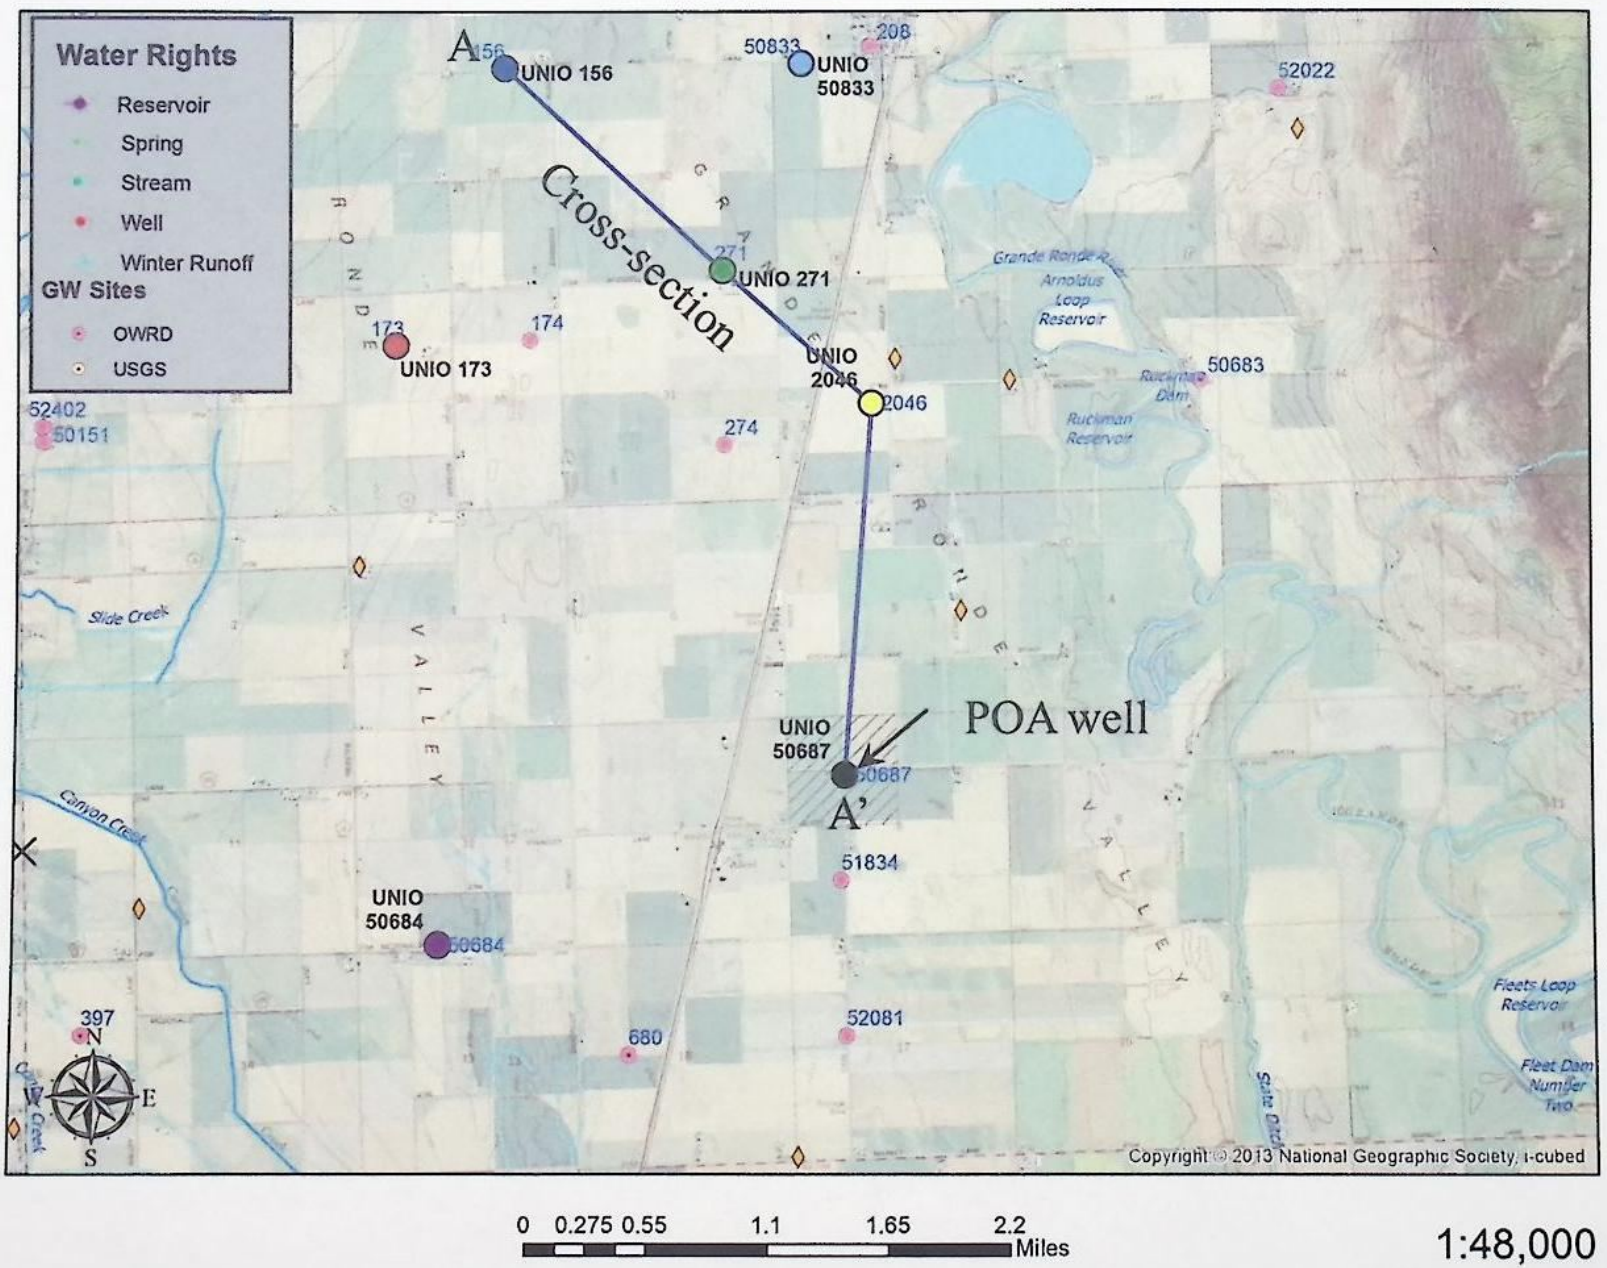 Water Rights
Reservoir
Spring
Stream
Well
Winter Runoff
GW Sites
OWRD
USGS
A
156
UNIO 156
50833
UNIO
50833
208
52022
Cross-section
G R A N D E
R O N D E
271
UNIO 271
Grande Ronde River
Arnoldus
Loop
Reservoir
173
UNIO 173
174
UNIO
2046
2046
50683
Ruckman
Dam
Ruckman
Reservoir
52402
50151
274
R O N D E
Slide Creek
V A L L E Y
POA well
UNIO
50687
50687
A’
Canyon Creek
V A L L E Y
51834
UNIO
50684
50684
Fleets Loop
Reservoir
397
680
52081
Fleet Dam
Number
Two
State Ditch
N
E
S
Creek
Copyright:© 2013 National Geographic Society, i-cubed
0 0.275 0.55 1.1 1.65 2.2
Miles
1:48,000